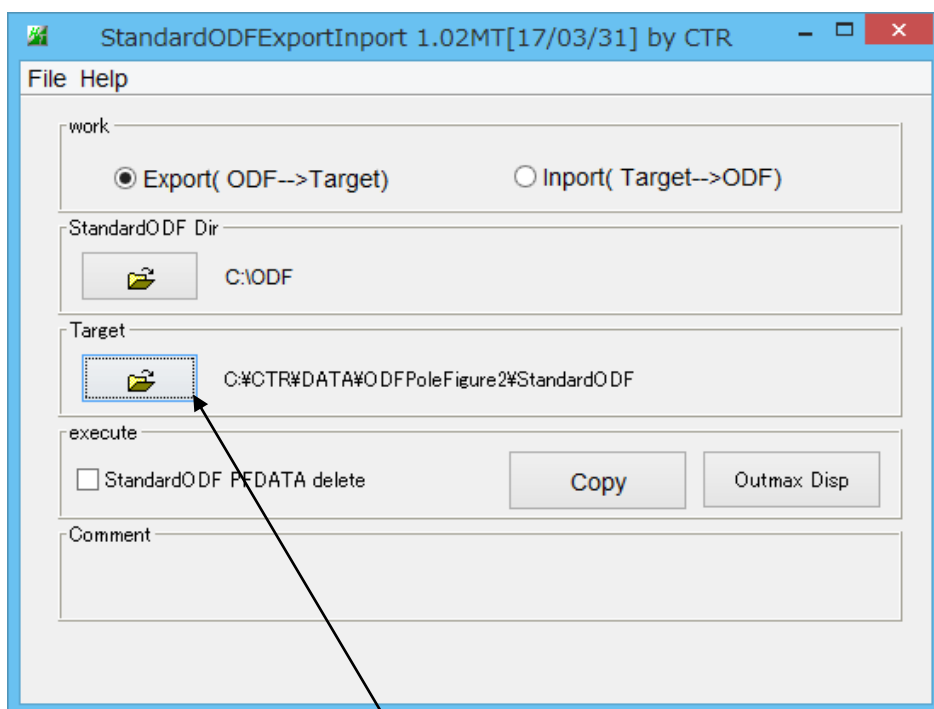 StandardODFExportInport 1.02MT[17/03/31] by CTR
File Help
work
Export( ODF-->Target)
Inport( Target-->ODF)
StandardODF Dir
C:\ODF
Target
C:¥CTR¥DATA¥ODFPoleFigure2¥StandardODF
execute
StandardODF PFDATA delete
Copy
Outmax Disp
Comment